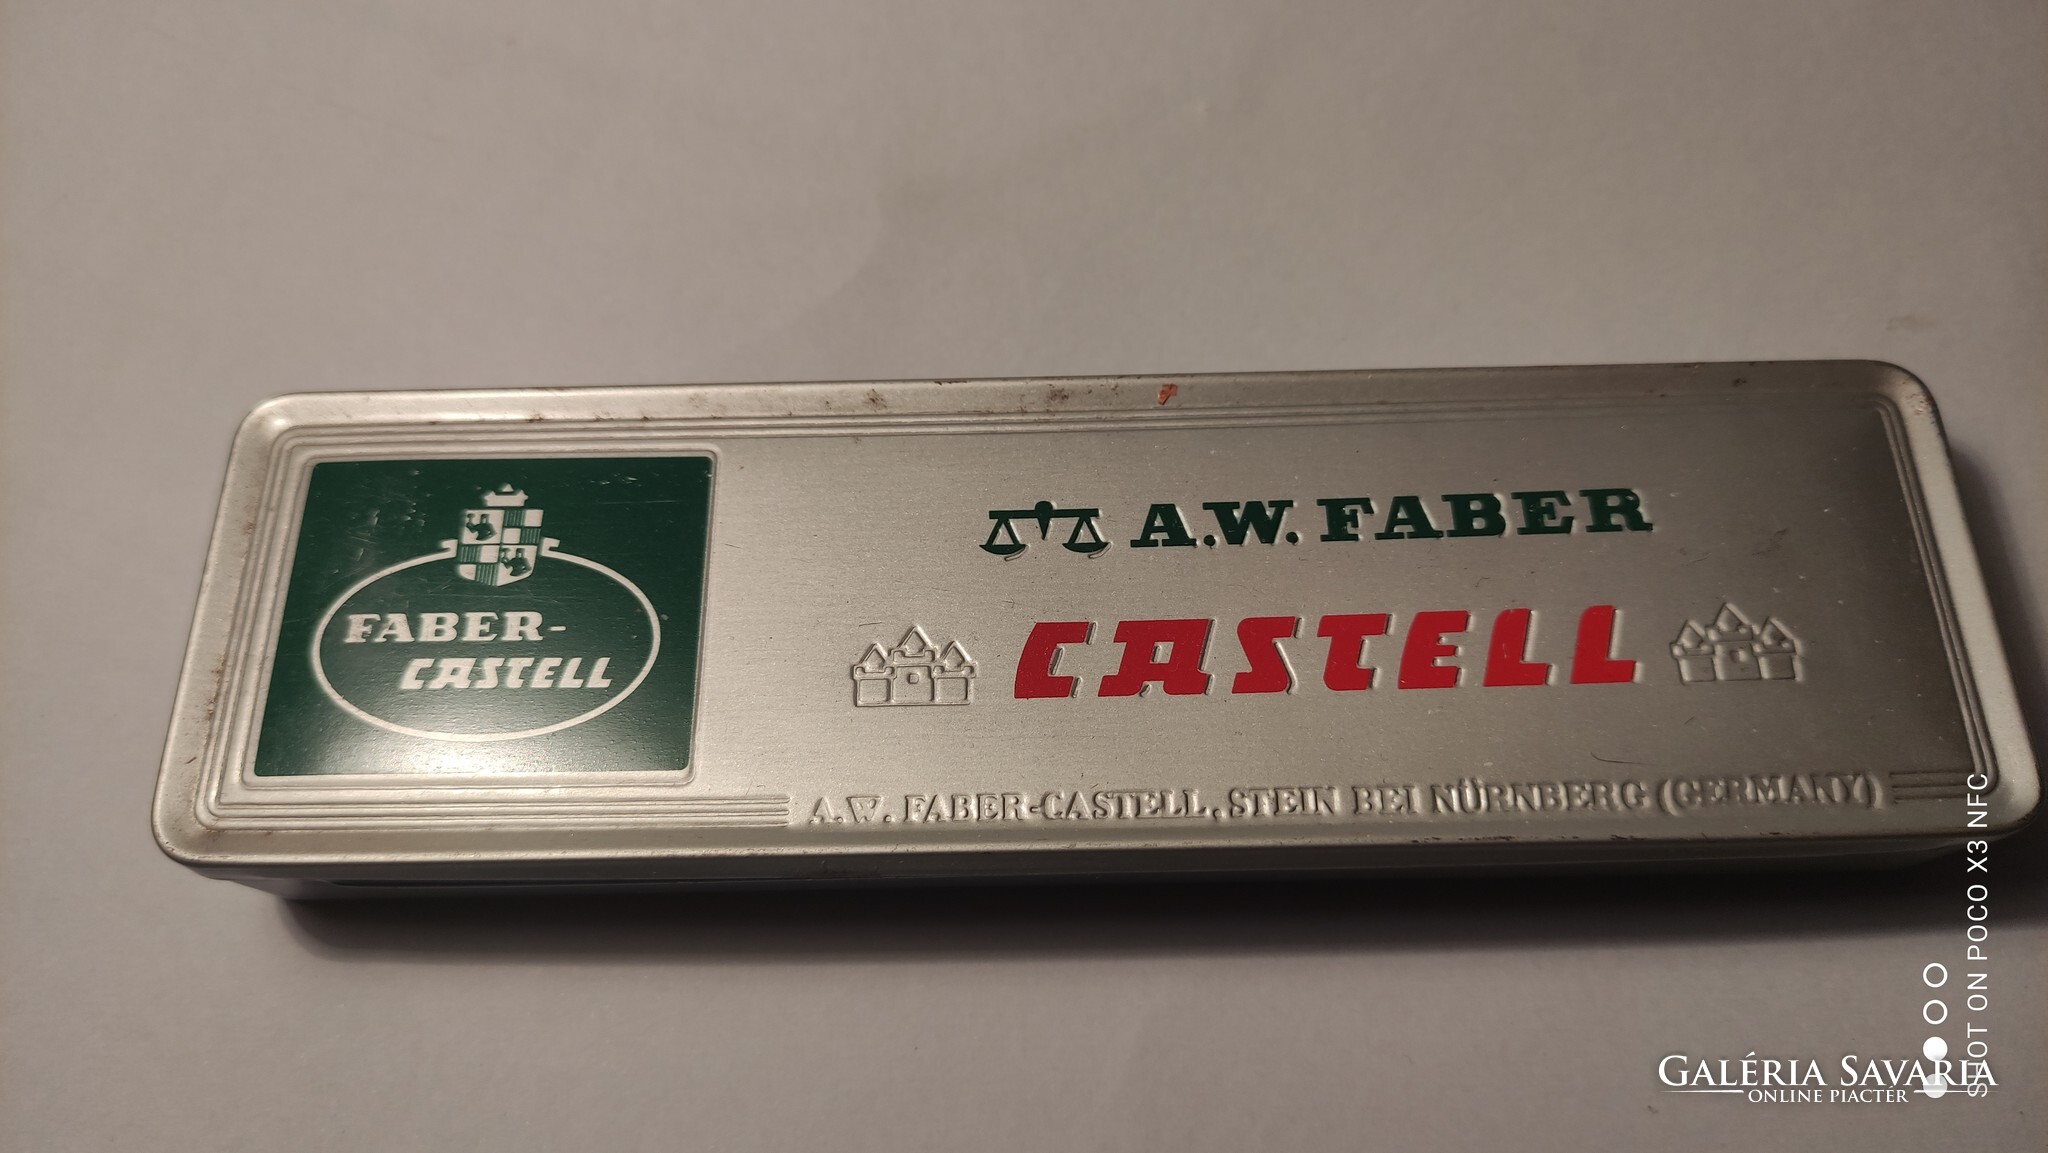 FABER-
CASTELL
A.W. FABER
CASTELL
A.W. FABER-CASTELL, STEIN BEI NÜRNBERG (GERMANY)
SHOT ON POCO X3 NFC
GALÉRIA SAVARIA
ONLINE PIACTÉR